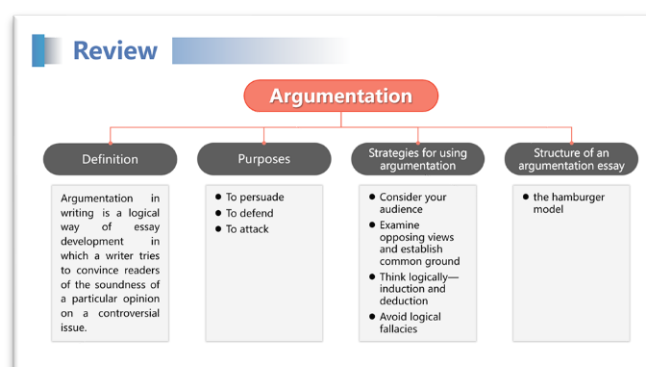 Review
Argumentation
Definition
Argumentation in
writing is a logical
way of essay
development in
which a writer tries
to convince readers
of the soundness of
a particular opinion
on a controversial
issue.
Purposes
● To persuade
● To defend
● To attack
Strategies for using
argumentation
● Consider your
audience
● Examine
opposing views
and establish
common ground
● Think logically—
induction and
deduction
● Avoid logical
fallacies
Structure of an
argumentation essay
● the hamburger
model